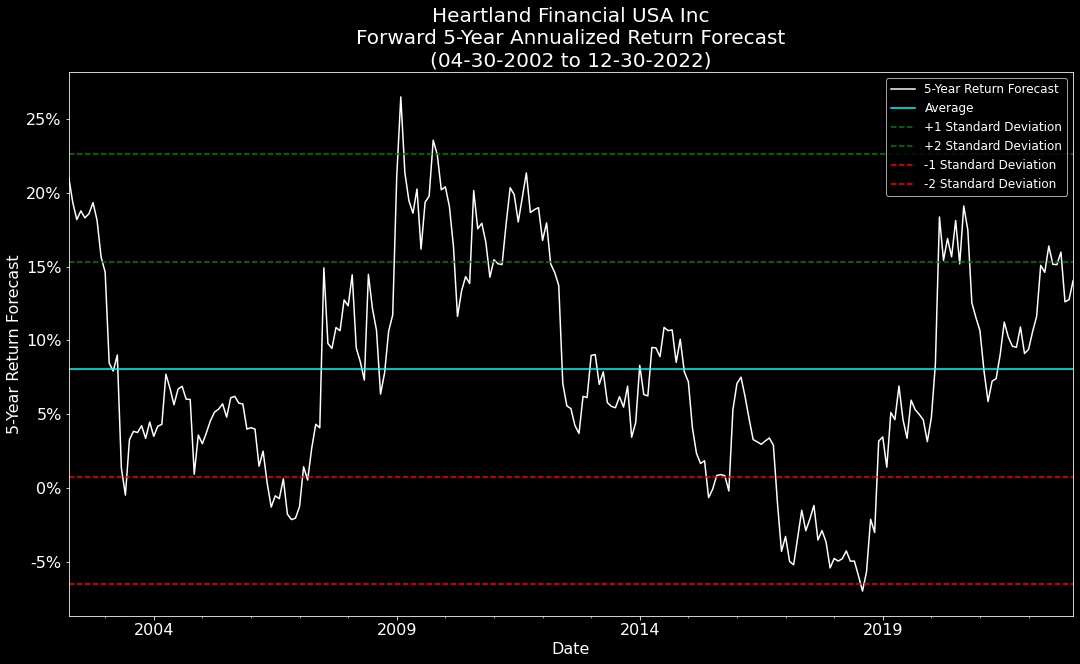 Heartland Financial USA Inc
Forward 5-Year Annualized Return Forecast
(04-30-2002 to 12-30-2022)
5-Year Return Forecast
Average
+1 Standard Deviation
+2 Standard Deviation
-1 Standard Deviation
-2 Standard Deviation
25%
20%
15%
10%
5%
0%
-5%
5-Year Return Forecast
2004
2009
2014
2019
Date